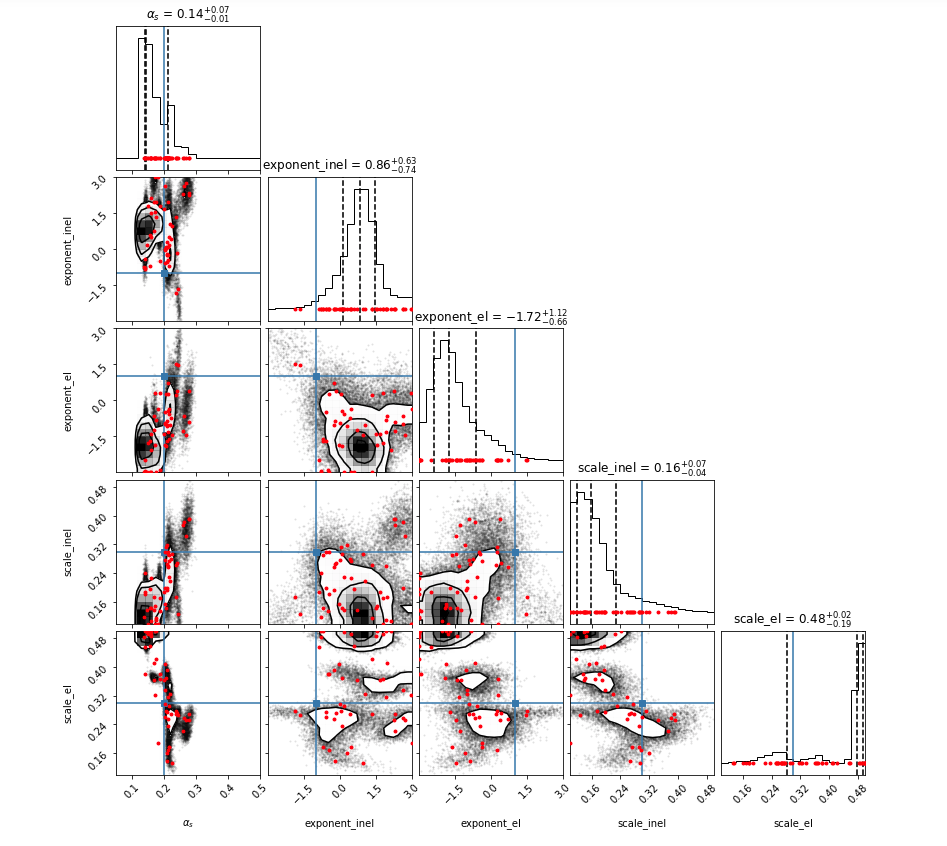 α_s = 0.14^{+0.07}_{−0.01}
exponent_inel = 0.86^{+0.63}_{−0.74}
3.0
1.5
0.0
−1.5
exponent_inel
exponent_el = −1.72^{+1.12}_{−0.66}
3.0
1.5
0.0
−1.5
exponent_el
scale_inel = 0.16^{+0.07}_{−0.04}
0.48
0.40
0.32
0.24
0.16
scale_inel
scale_el = 0.48^{+0.02}_{−0.19}
0.48
0.40
0.32
0.24
0.16
scale_el
0.1 0.2 0.3 0.4 0.5 −1.5 0.0 1.5 3.0 −1.5 0.0 1.5 3.0 0.16 0.24 0.32 0.40 0.48 0.16 0.24 0.32 0.40 0.48
α_s exponent_inel exponent_el scale_inel scale_el